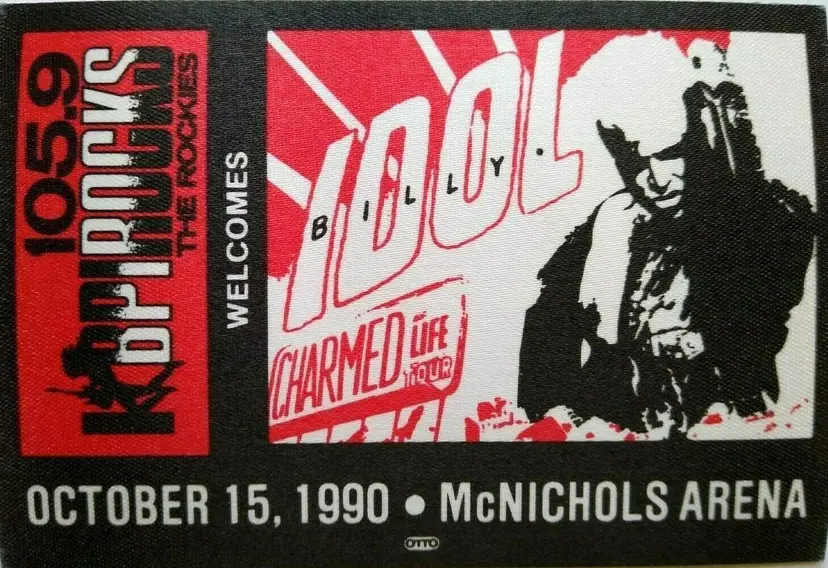 105.9
KBPI ROCKS
THE ROCKIES
WELCOMES
BILLY
IDOL
CHARMED LIFE
TOUR
OCTOBER 15, 1990 • McNICHOLS ARENA
OTTO